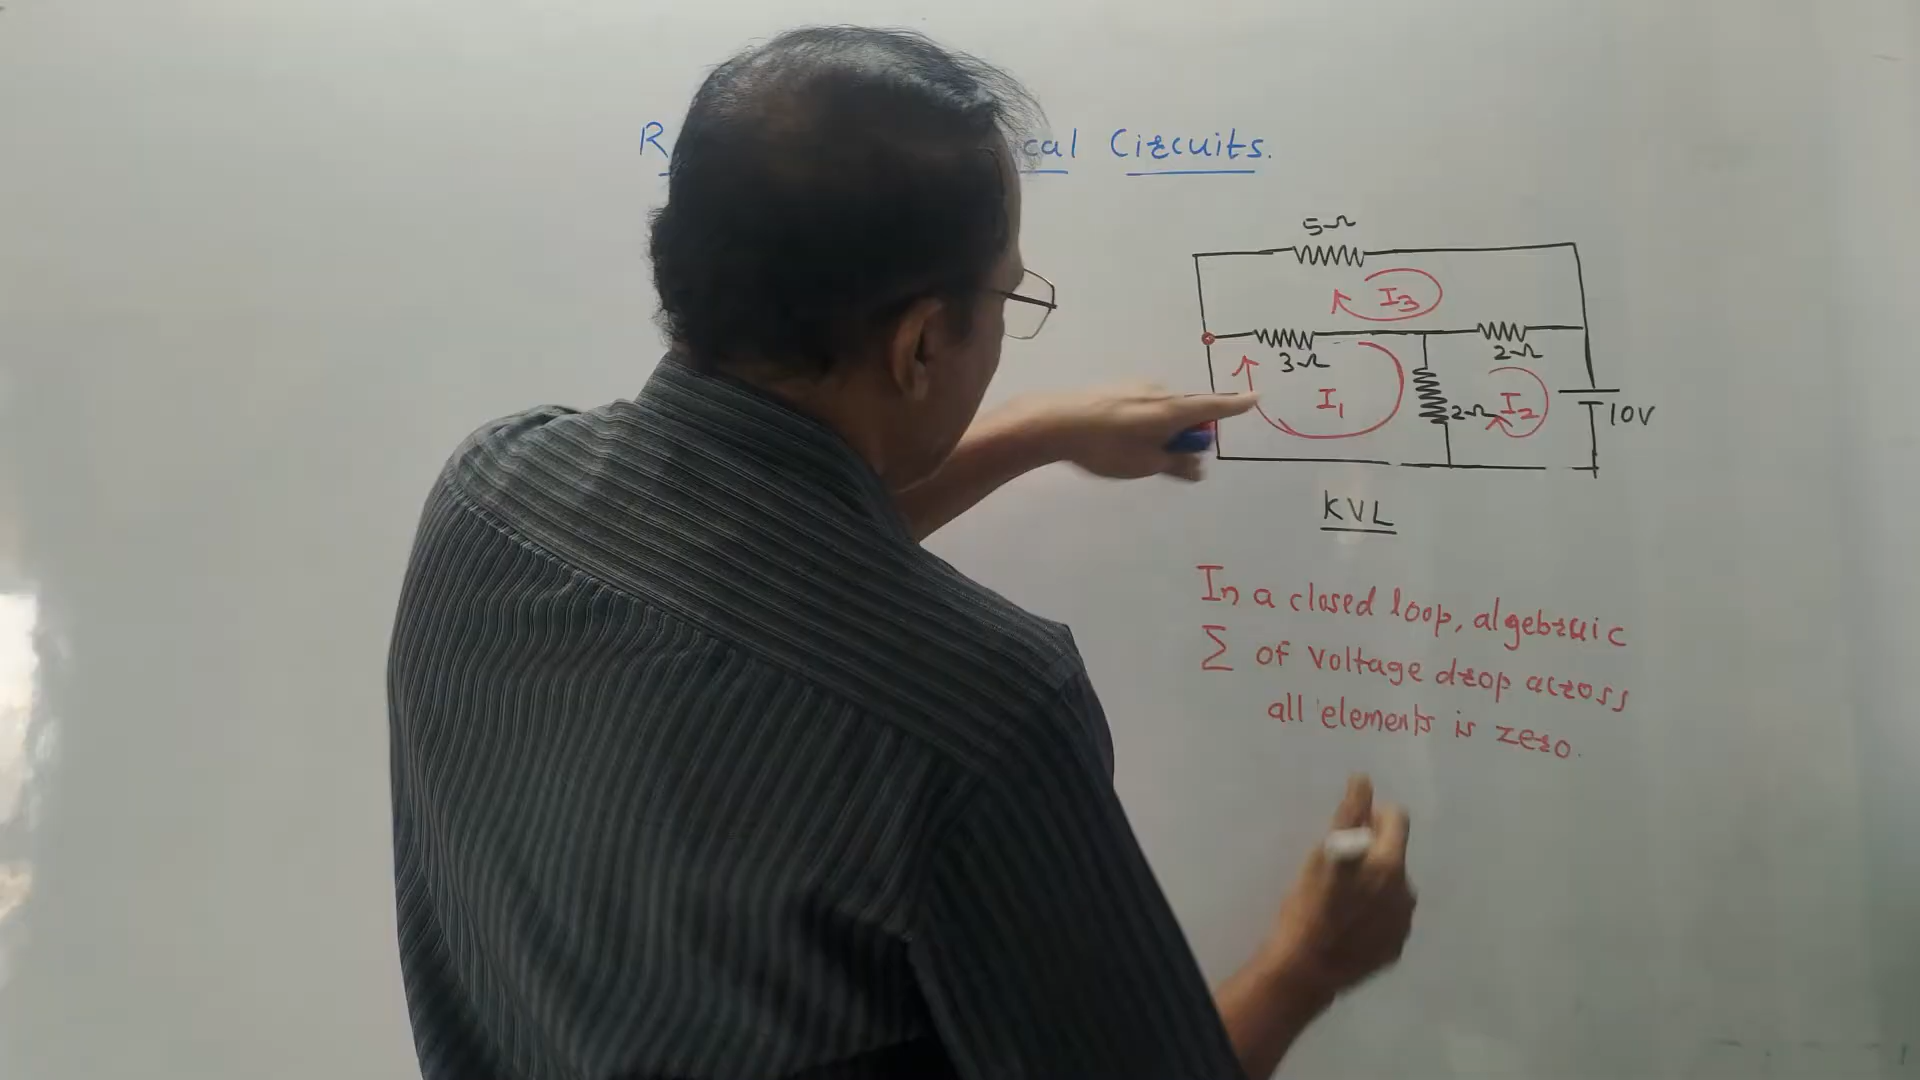 R cal Circuits.
5Ω
I3
3Ω
2Ω
I1
2Ω
I2
10V
KVL
In a closed loop, algebraic
Σ of voltage drop across
all elements is zero.